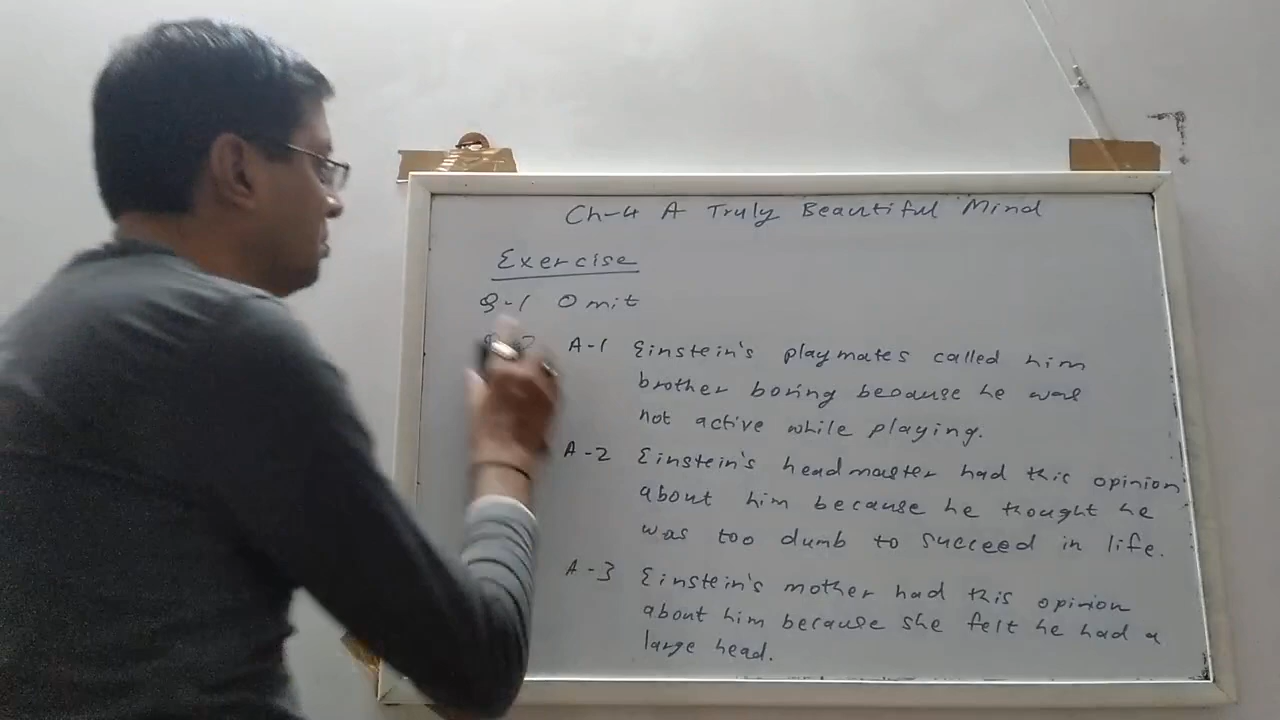 Ch-4 A Truly Beautiful Mind
Exercise
Q-1 Omit
A-1 Einstein's playmates called him
brother boring because he was
not active while playing.
A-2 Einstein's headmaster had this opinion
about him because he thought he
was too dumb to succeed in life.
A-3 Einstein's mother had this opinion
about him because she felt he had a
large head.